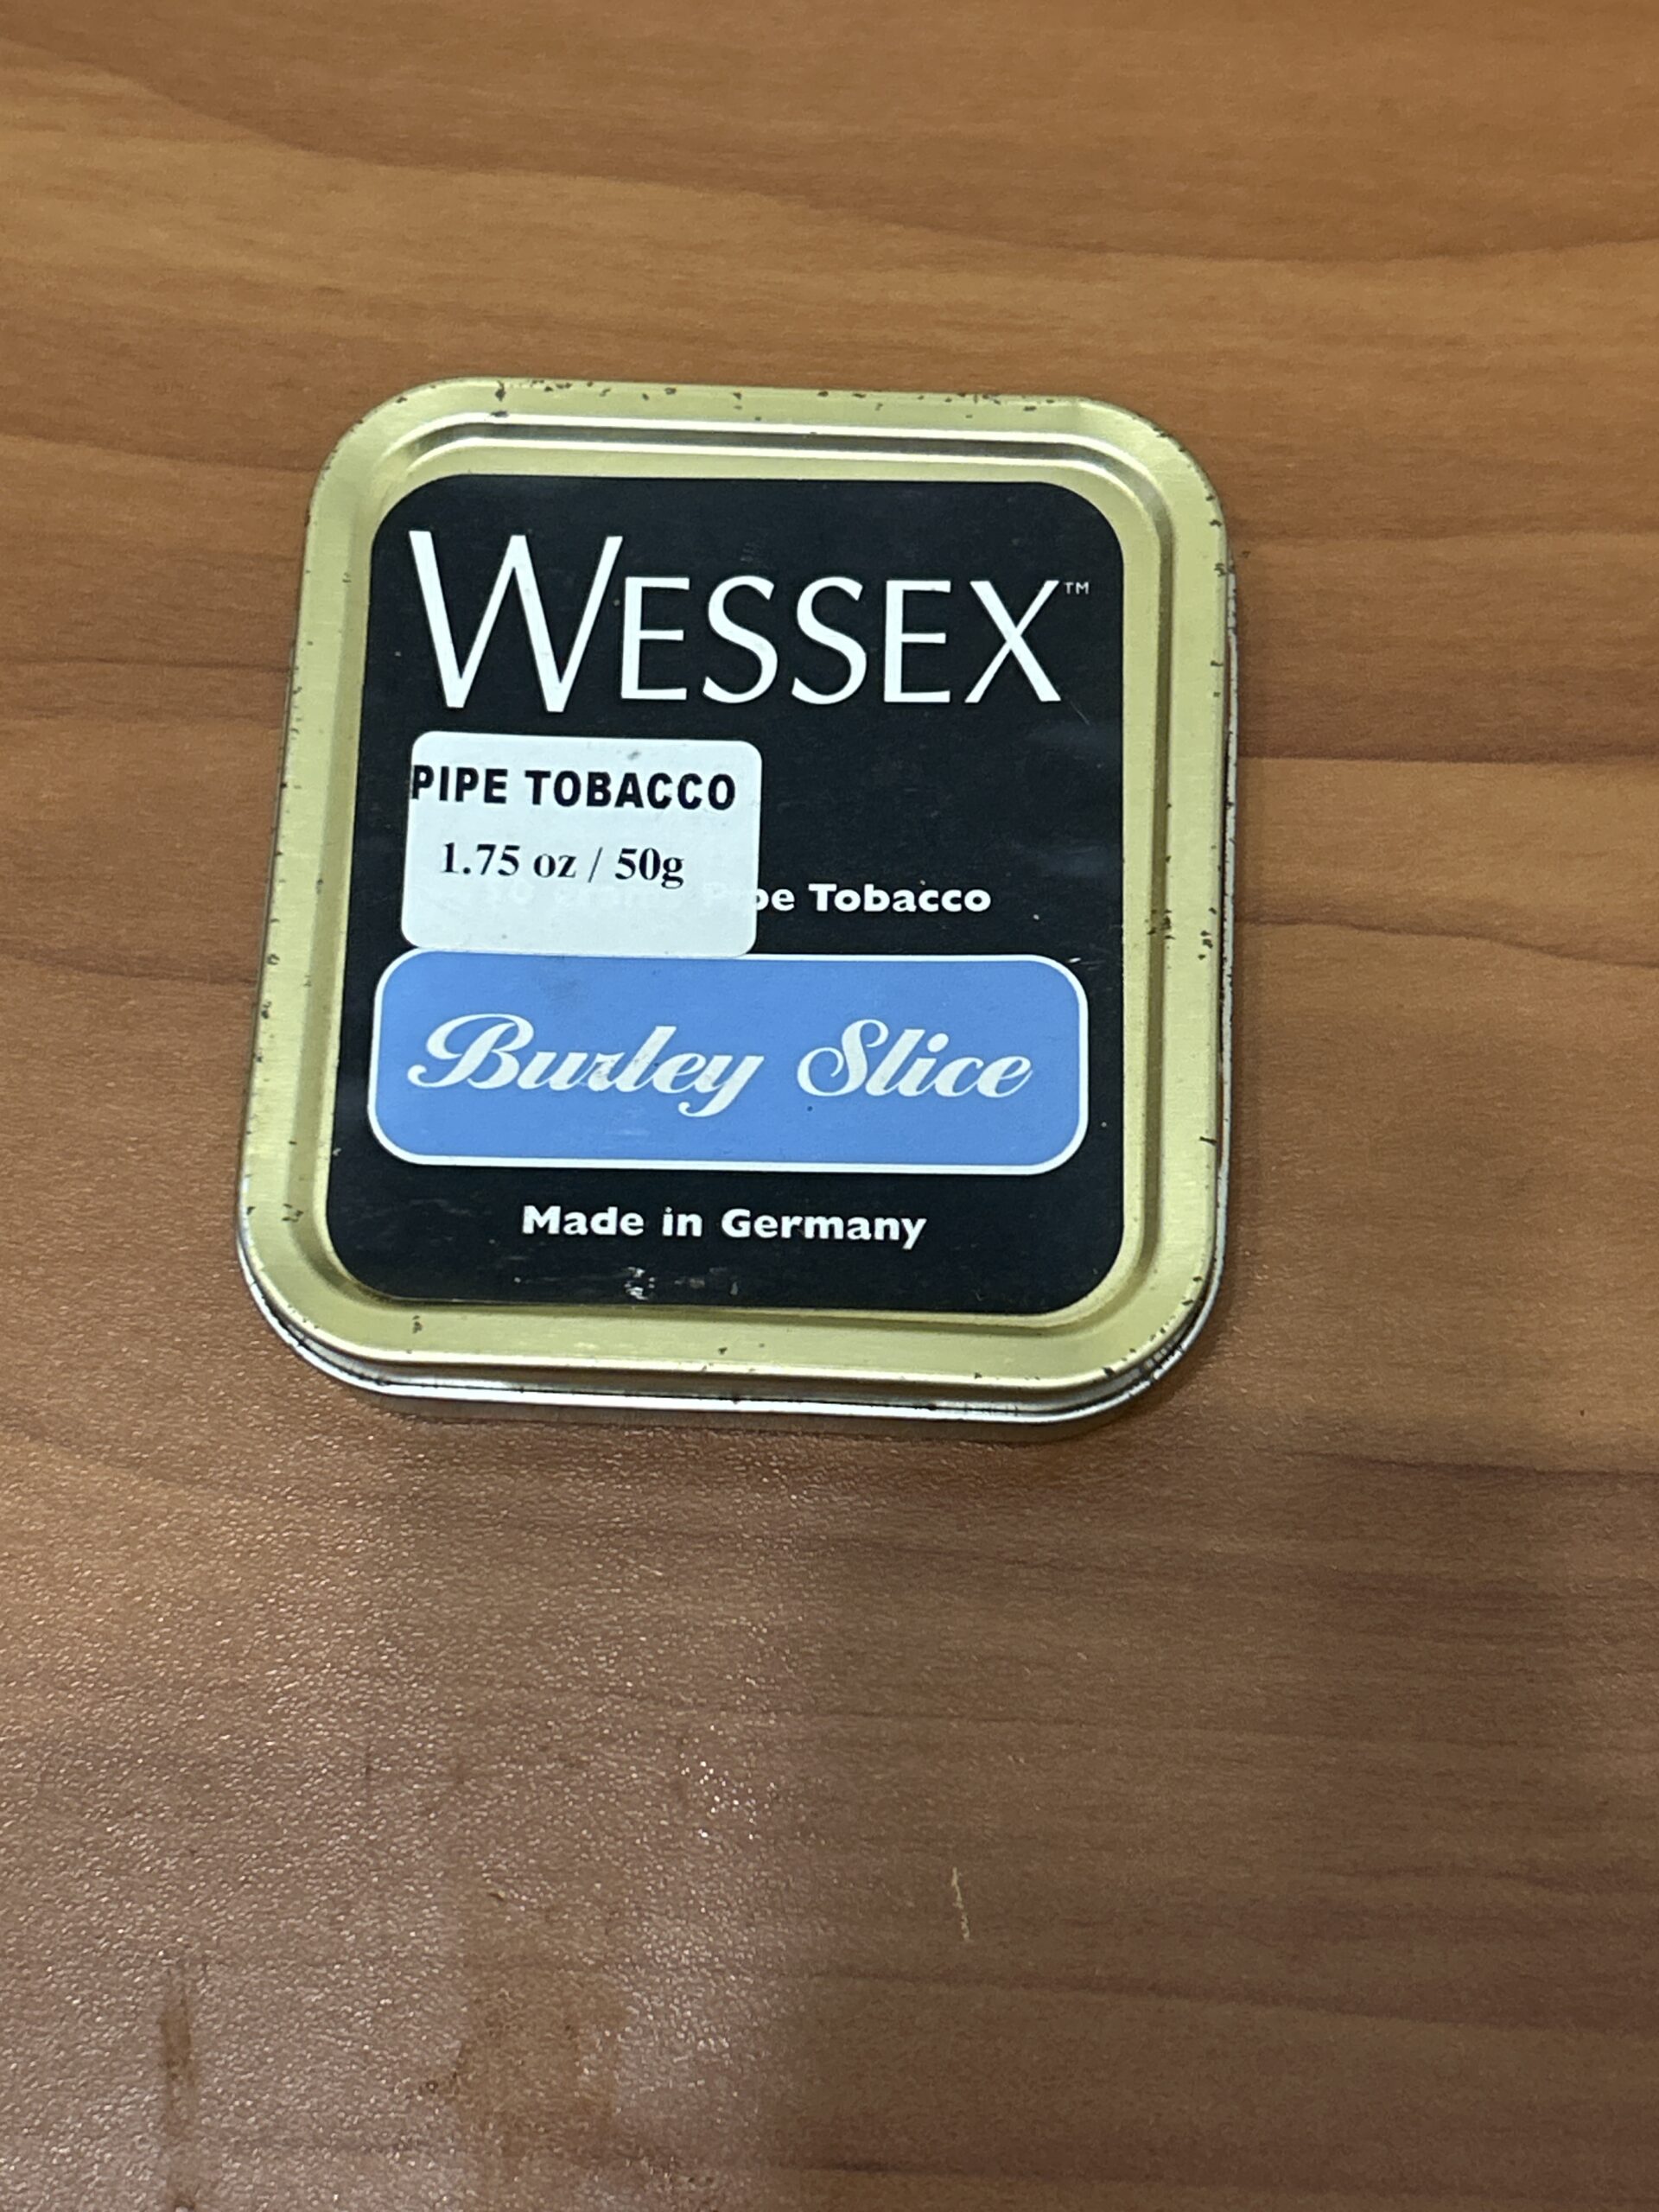 WESSEX™
PIPE TOBACCO
1.75 oz / 50g
Tobacco
Burley Slice
Made in Germany